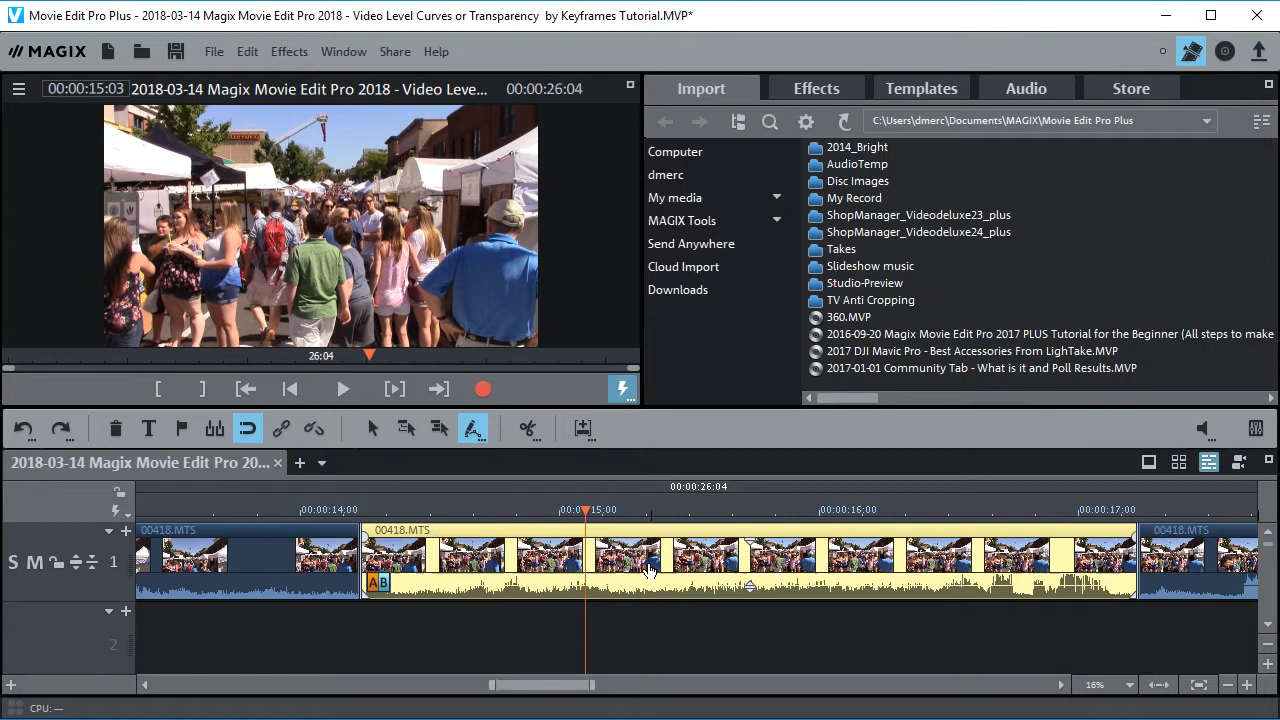 Movie Edit Pro Plus - 2018-03-14 Magix Movie Edit Pro 2018 - Video Level Curves or Transparency  by Keyframes Tutorial.MVP*
MAGIX File Edit Effects Window Share Help
00:00:15:03 2018-03-14 Magix Movie Edit Pro 2018 - Video Leve... 00:00:26:04
Import Effects Templates Audio Store
C:\Users\dmerc\Documents\MAGIX\Movie Edit Pro Plus
Computer
dmerc
My media
MAGIX Tools
Send Anywhere
Cloud Import
Downloads
2014_Bright
AudioTemp
Disc Images
My Record
ShopManager_Videodeluxe23_plus
ShopManager_Videodeluxe24_plus
Takes
Slideshow music
Studio-Preview
TV Anti Cropping
360.MVP
2016-09-20 Magix Movie Edit Pro 2017 PLUS Tutorial for the Beginner (All steps to make
2017 DJI Mavic Pro - Best Accessories From LighTake.MVP
2017-01-01 Community Tab - What is it and Poll Results.MVP
26:04
2018-03-14 Magix Movie Edit Pro 20...
00:00:26:04
00:00:14;00 00:00:15;00 00:00:16;00 00:00:17;00
00418.MTS 00418.MTS 00418.MTS
S M 1
A B
2
16%
CPU: —